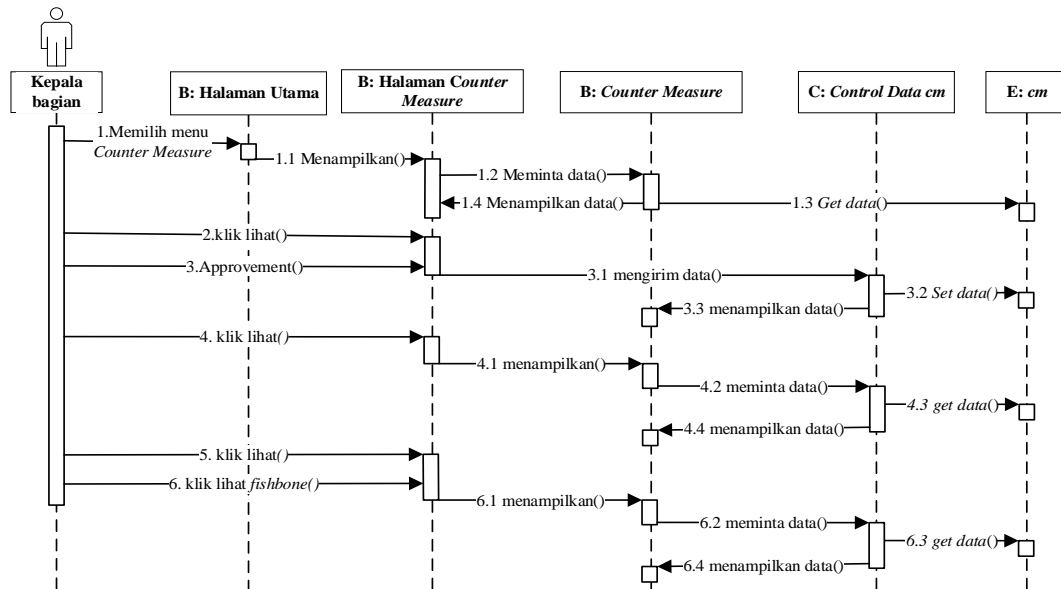 Kepala
bagian
B: Halaman Utama
B: Halaman Counter
Measure
B: Counter Measure
C: Control Data cm
E: cm
1.Memilih menu
Counter Measure
1.1 Menampilkan()
1.2 Meminta data()
1.4 Menampilkan data()
1.3 Get data()
2.klik lihat()
3.Approvement()
3.1 mengirim data()
3.2 Set data()
3.3 menampilkan data()
4. klik lihat()
4.1 menampilkan()
4.2 meminta data()
4.3 get data()
4.4 menampilkan data()
5. klik lihat()
6. klik lihat fishbone()
6.1 menampilkan()
6.2 meminta data()
6.3 get data()
6.4 menampilkan data()